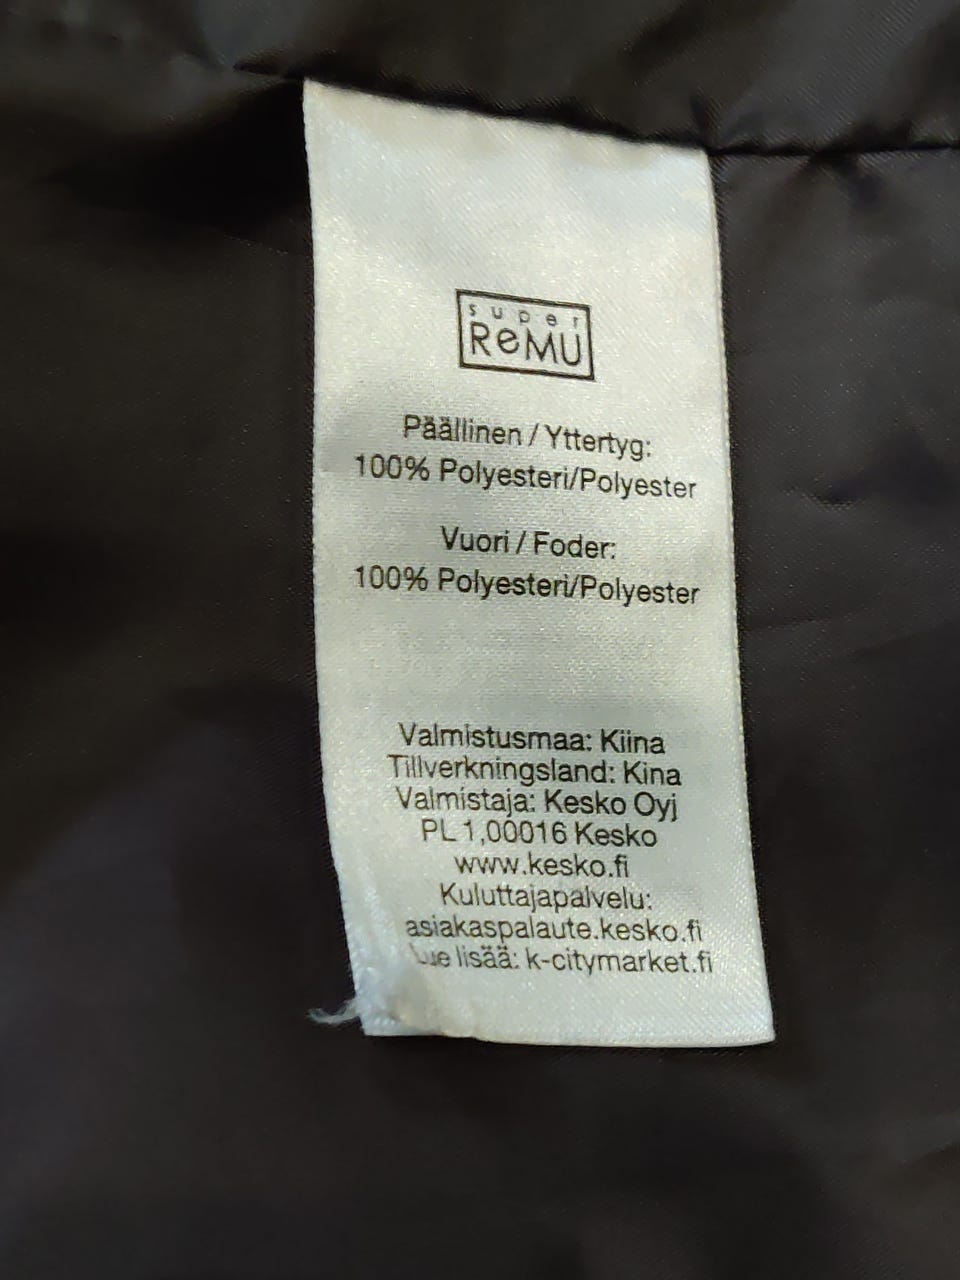 super
ReMU
Päällinen / Yttertyg:
100% Polyesteri/Polyester
Vuori / Foder:
100% Polyesteri/Polyester
Valmistusmaa: Kiina
Tillverkningsland: Kina
Valmistaja: Kesko Oyj
PL 1,00016 Kesko
www.kesko.fi
Kuluttajapalvelu:
asiakaspalaute.kesko.fi
Lue lisää: k-citymarket.fi